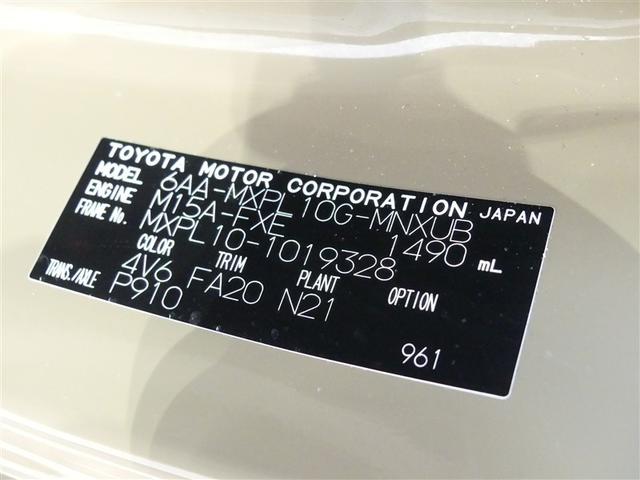 TOYOTA MOTOR CORPORATION JAPAN
MODEL 6AA-MXPL10G-MNXUB
ENGINE M15A-FXE 1490 mL
FRAME No. MXPL10-1019328
COLOR TRIM PLANT OPTION
4V6 FA20 N21
TRANS./AXLE P910
961